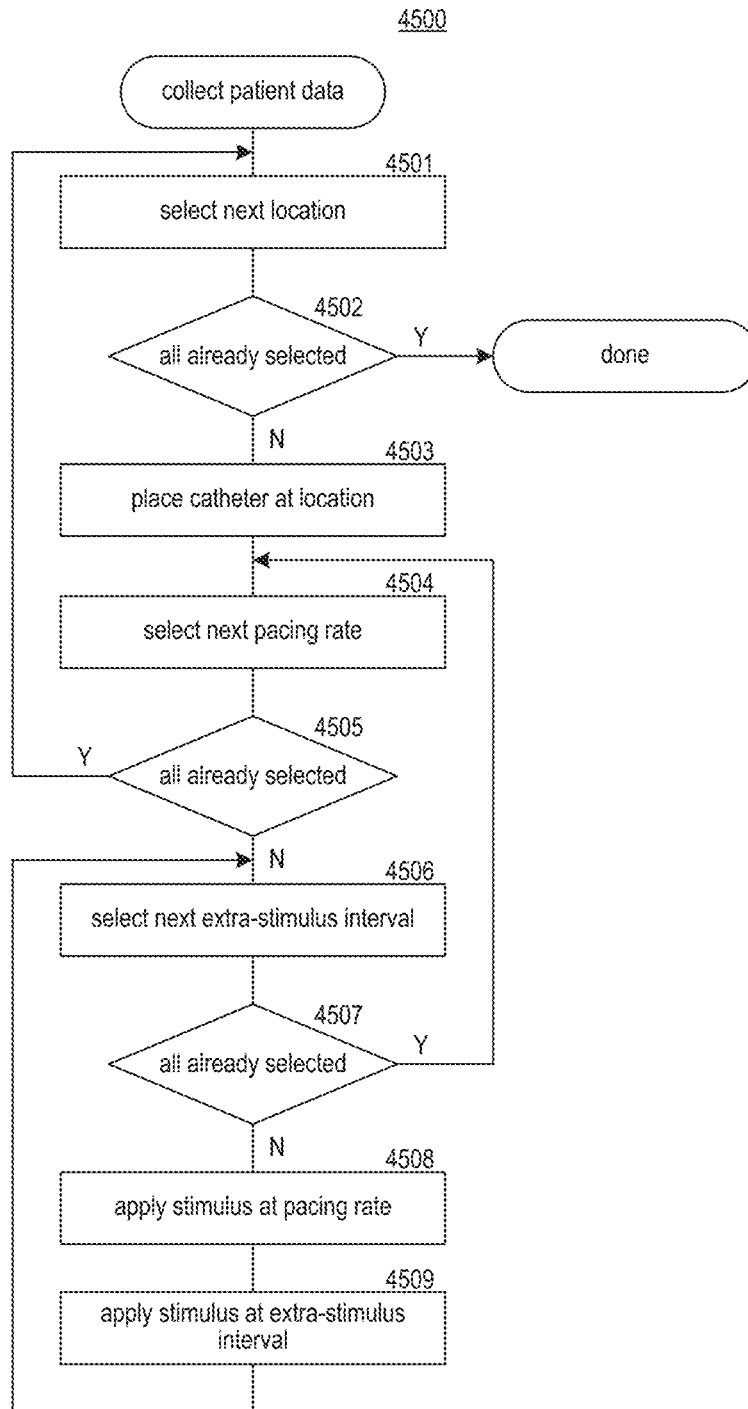 4500
collect patient data
4501
select next location
4502
all already selected
Y
done
N
4503
place catheter at location
4504
select next pacing rate
4505
Y
all already selected
N
4506
select next extra-stimulus interval
4507
all already selected
Y
N
4508
apply stimulus at pacing rate
4509
apply stimulus at extra-stimulus
interval